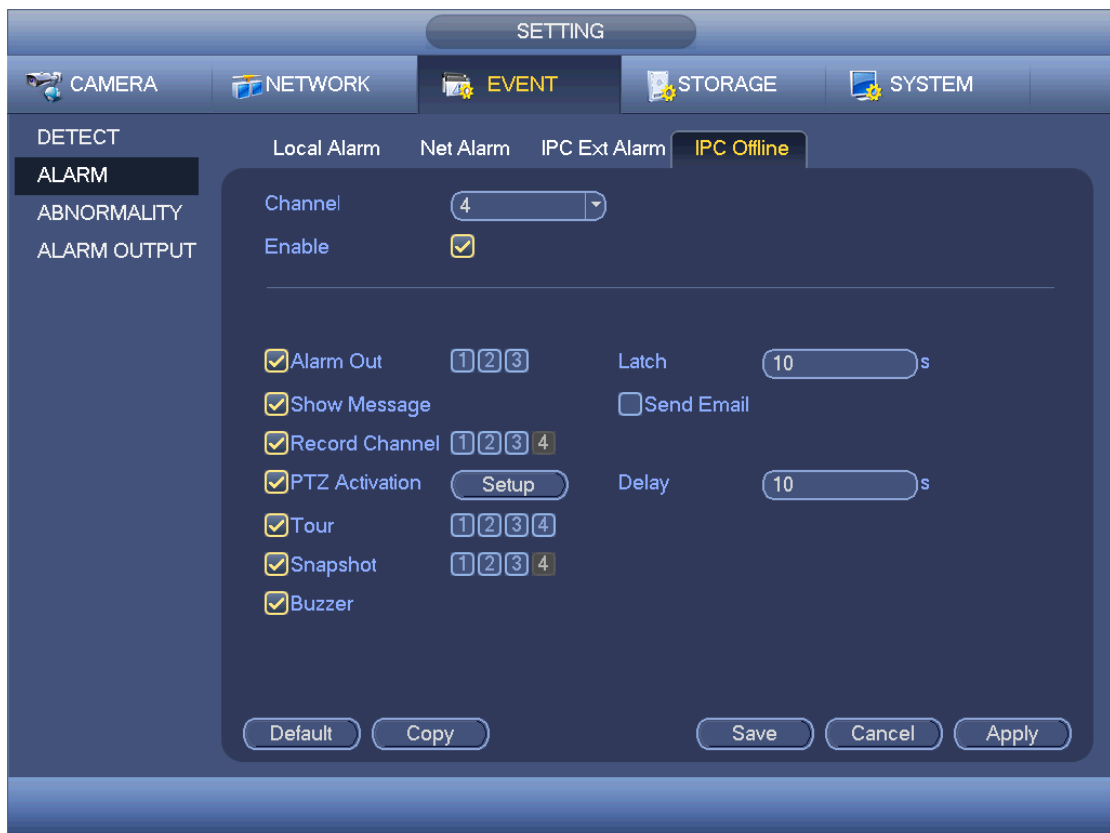 SETTING
CAMERA NETWORK EVENT STORAGE SYSTEM
DETECT
ALARM
ABNORMALITY
ALARM OUTPUT
Local Alarm Net Alarm IPC Ext Alarm IPC Offline
Channel 4
Enable
Alarm Out 1 2 3 Latch 10 s
Show Message Send Email
Record Channel 1 2 3 4
PTZ Activation Setup Delay 10 s
Tour 1 2 3 4
Snapshot 1 2 3 4
Buzzer
Default Copy Save Cancel Apply